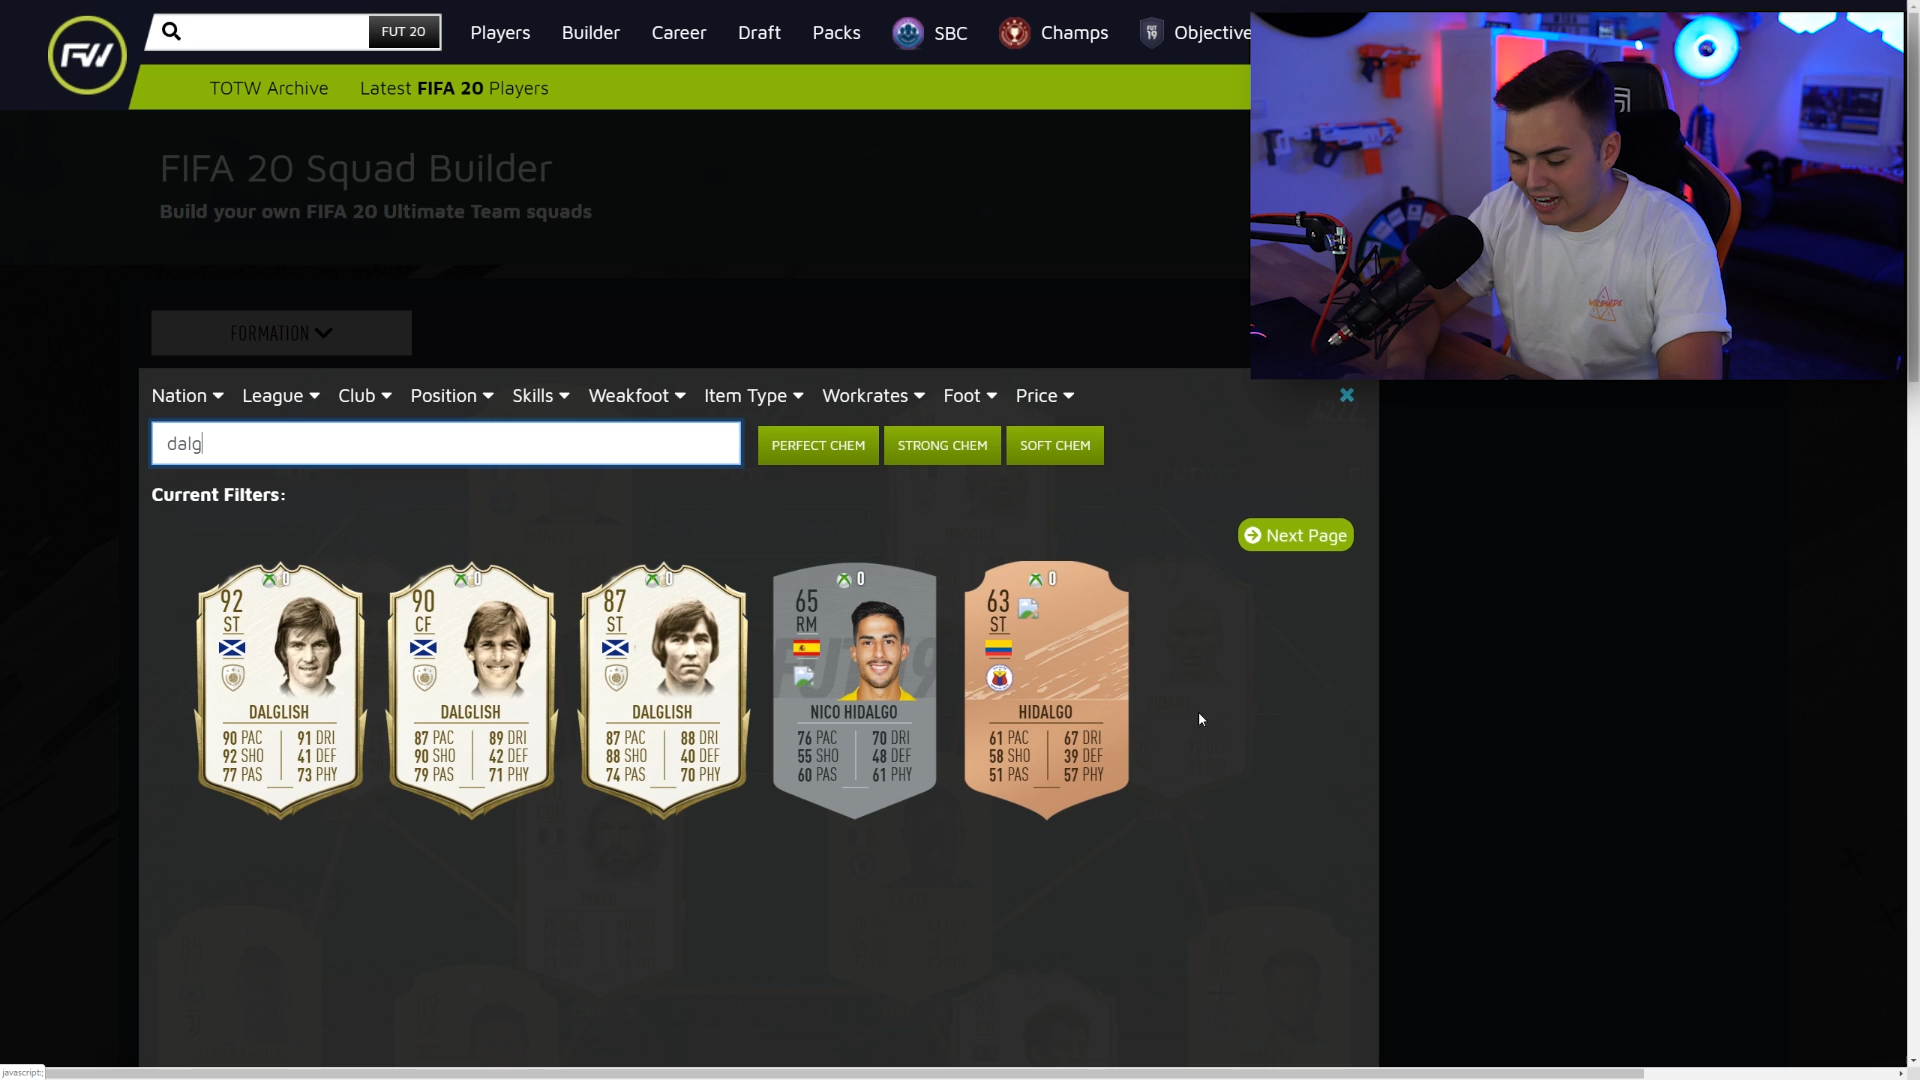 FUT 20
Players
Builder
Career
Draft
Packs
SBC
Champs
Objective
TOTW Archive
Latest FIFA 20 Players
FIFA 20 Squad Builder
Build your own FIFA 20 Ultimate Team squads
FORMATION
Nation
League
Club
Position
Skills
Weakfoot
Item Type
Workrates
Foot
Price
dalg
PERFECT CHEM
STRONG CHEM
SOFT CHEM
Current Filters:
Next Page
0
92
ST
DALGLISH
90 PAC 91 DRI
92 SHO 41 DEF
77 PAS 73 PHY
0
90
CF
DALGLISH
87 PAC 89 DRI
90 SHO 42 DEF
79 PAS 71 PHY
0
87
ST
DALGLISH
87 PAC 88 DRI
88 SHO 40 DEF
74 PAS 70 PHY
0
65
RM
NICO HIDALGO
76 PAC 70 DRI
55 SHO 48 DEF
60 PAS 61 PHY
0
63
ST
HIDALGO
61 PAC 67 DRI
58 SHO 39 DEF
51 PAS 57 PHY
javascript:;